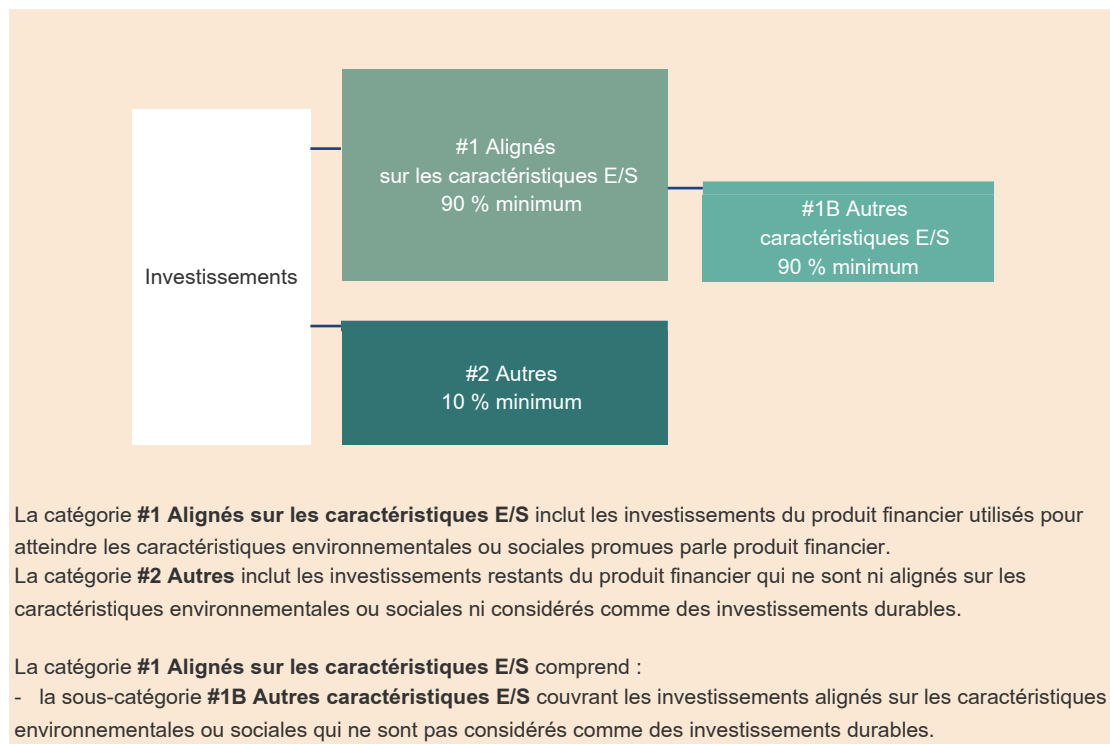 #1 Alignés
sur les caractéristiques E/S
90 % minimum
#1B Autres
caractéristiques E/S
90 % minimum
Investissements
#2 Autres
10 % minimum
La catégorie #1 Alignés sur les caractéristiques E/S inclut les investissements du produit financier utilisés pour
atteindre les caractéristiques environnementales ou sociales promues parle produit financier.
La catégorie #2 Autres inclut les investissements restants du produit financier qui ne sont ni alignés sur les
caractéristiques environnementales ou sociales ni considérés comme des investissements durables.
La catégorie #1 Alignés sur les caractéristiques E/S comprend :
- la sous-catégorie #1B Autres caractéristiques E/S couvrant les investissements alignés sur les caractéristiques
environnementales ou sociales qui ne sont pas considérés comme des investissements durables.